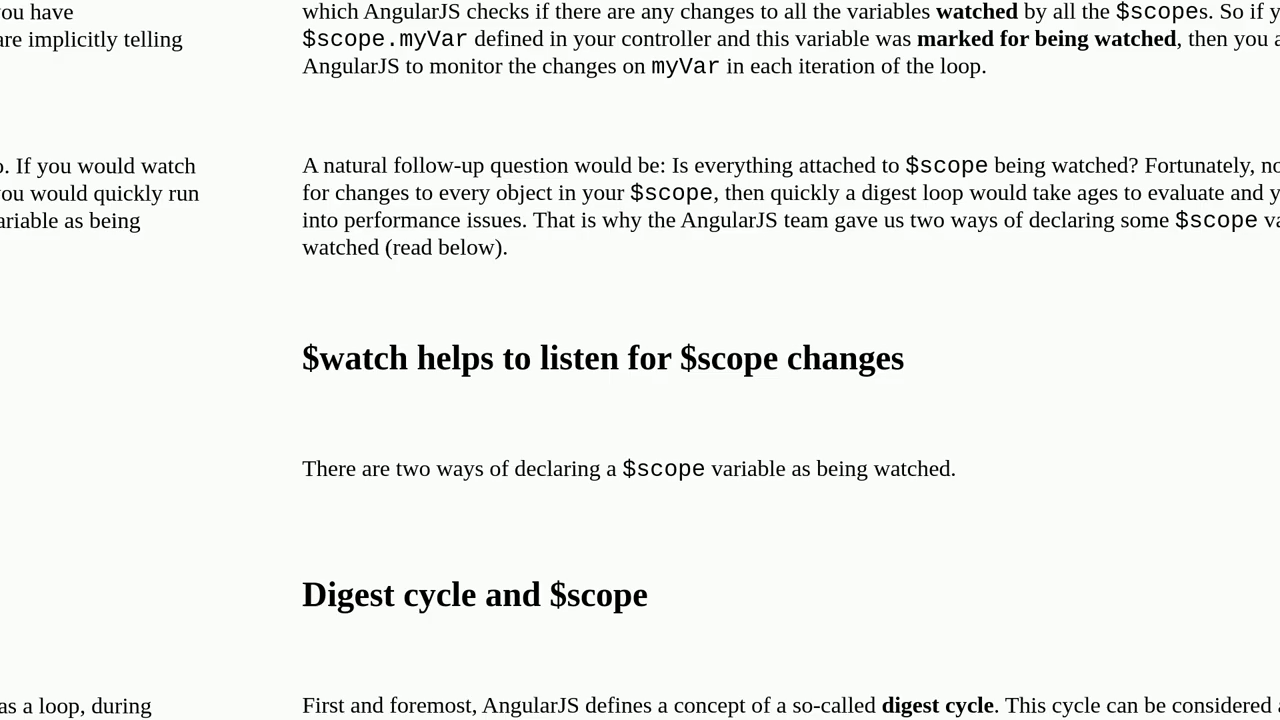 you have
are implicitly telling
which AngularJS checks if there are any changes to all the variables watched by all the $scopes. So if
$scope.myVar defined in your controller and this variable was marked for being watched, then you
AngularJS to monitor the changes on myVar in each iteration of the loop.
If you would watch
you would quickly run
variable as being
A natural follow-up question would be: Is everything attached to $scope being watched? Fortunately,
for changes to every object in your $scope, then quickly a digest loop would take ages to evaluate and
into performance issues. That is why the AngularJS team gave us two ways of declaring some $scope
watched (read below).
$watch helps to listen for $scope changes
There are two ways of declaring a $scope variable as being watched.
Digest cycle and $scope
as a loop, during
First and foremost, AngularJS defines a concept of a so-called digest cycle. This cycle can be considered